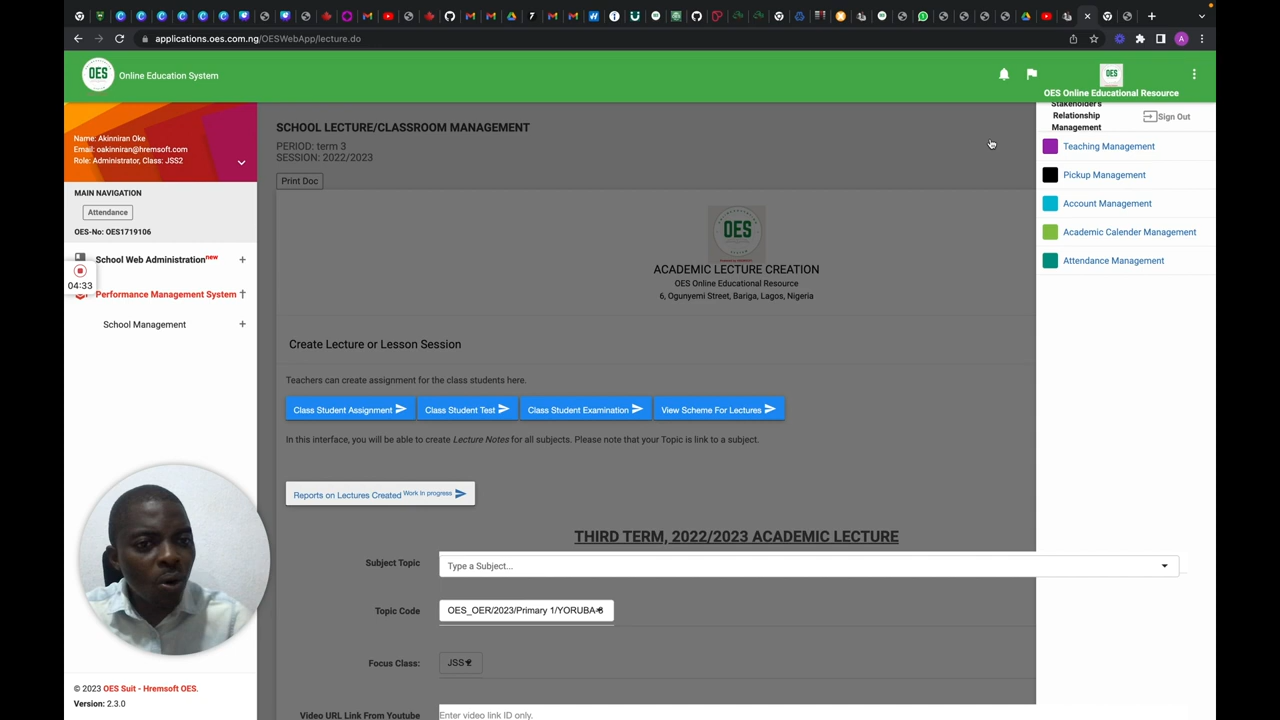 applications.oes.com.ng/OESWebApp/lecture.do
A
OES
Online Education System
OES
OES Online Educational Resource
Name: Akinniran Oke
Email: oakinniran@hremsoft.com
Role: Administrator, Class: JSS2
MAIN NAVIGATION
Attendance
OES-No: OES1719106
School Web Administration new
+
04:33
Performance Management System
School Management
+
© 2023 OES Suit - Hremsoft OES.
Version: 2.3.0
SCHOOL LECTURE/CLASSROOM MANAGEMENT
PERIOD: term 3
SESSION: 2022/2023
Print Doc
OES
ACADEMIC LECTURE CREATION
OES Online Educational Resource
6, Ogunyemi Street, Bariga, Lagos, Nigeria
Create Lecture or Lesson Session
Teachers can create assignment for the class students here.
Class Student Assignment
Class Student Test
Class Student Examination
View Scheme For Lectures
In this interface, you will be able to create Lecture Notes for all subjects. Please note that your Topic is link to a subject.
Reports on Lectures Created Work In progress
THIRD TERM, 2022/2023 ACADEMIC LECTURE
Subject Topic
Type a Subject...
Topic Code
OES_OER/2023/Primary 1/YORUBA
Focus Class:
JSS 2
Video URL Link From Youtube
Enter video link ID only.
Stakeholder's
Relationship
Management
Sign Out
Teaching Management
Pickup Management
Account Management
Academic Calender Management
Attendance Management